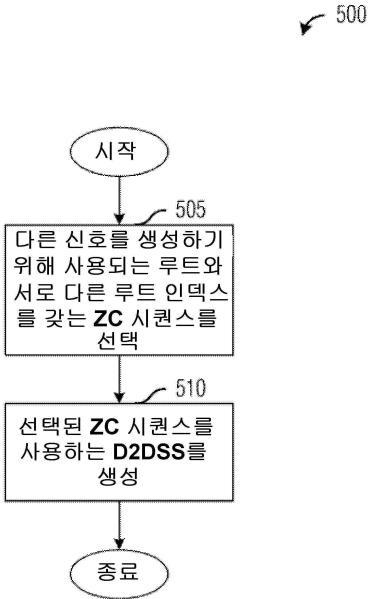 500
시작
505
다른 신호를 생성하기
위해 사용되는 루트와
서로 다른 루트 인덱스
를 갖는 ZC 시퀀스를
선택
510
선택된 ZC 시퀀스를
사용하는 D2DSS를
생성
종료